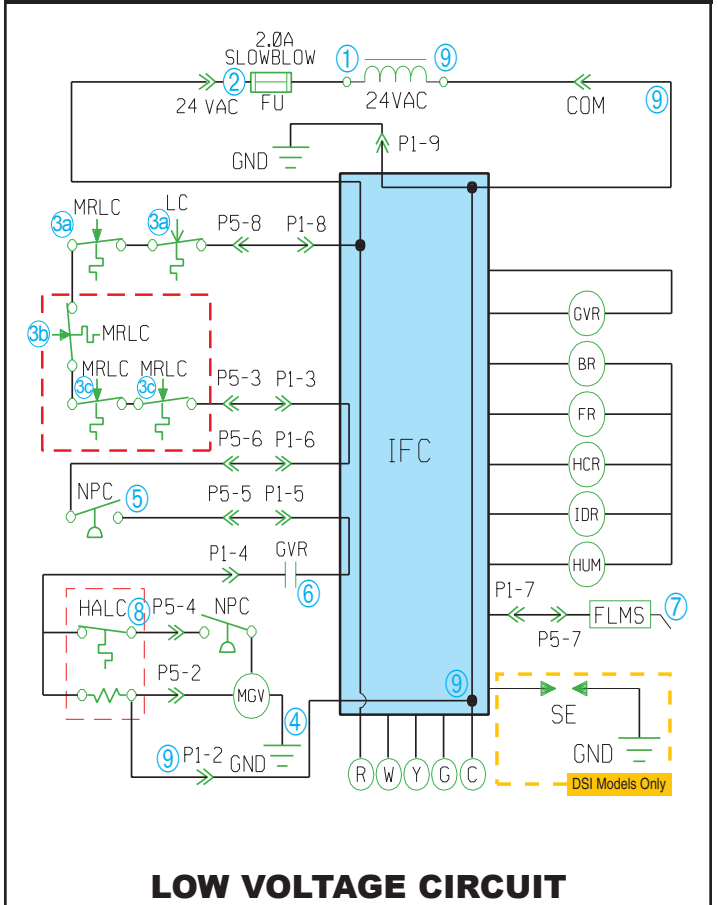 2.0A
SLOWBLOW
① ⑨
②
24 VAC FU 24VAC COM ⑨
GND P1-9
MRLC LC
3a 3a P5-8 P1-8
3b MRLC
MRLC MRLC
3c 3c P5-3 P1-3
P5-6 P1-6
NPC ⑤ P5-5 P1-5
P1-4 GVR
⑥
HALC ⑧ P5-4 NPC
P5-2
MGV
④
⑨ P1-2 GND
IFC
⑨
R W Y G C
GVR
BR
FR
HCR
IDR
HUM
P1-7
FLMS ⑦
P5-7
SE
GND
DSI Models Only
LOW VOLTAGE CIRCUIT